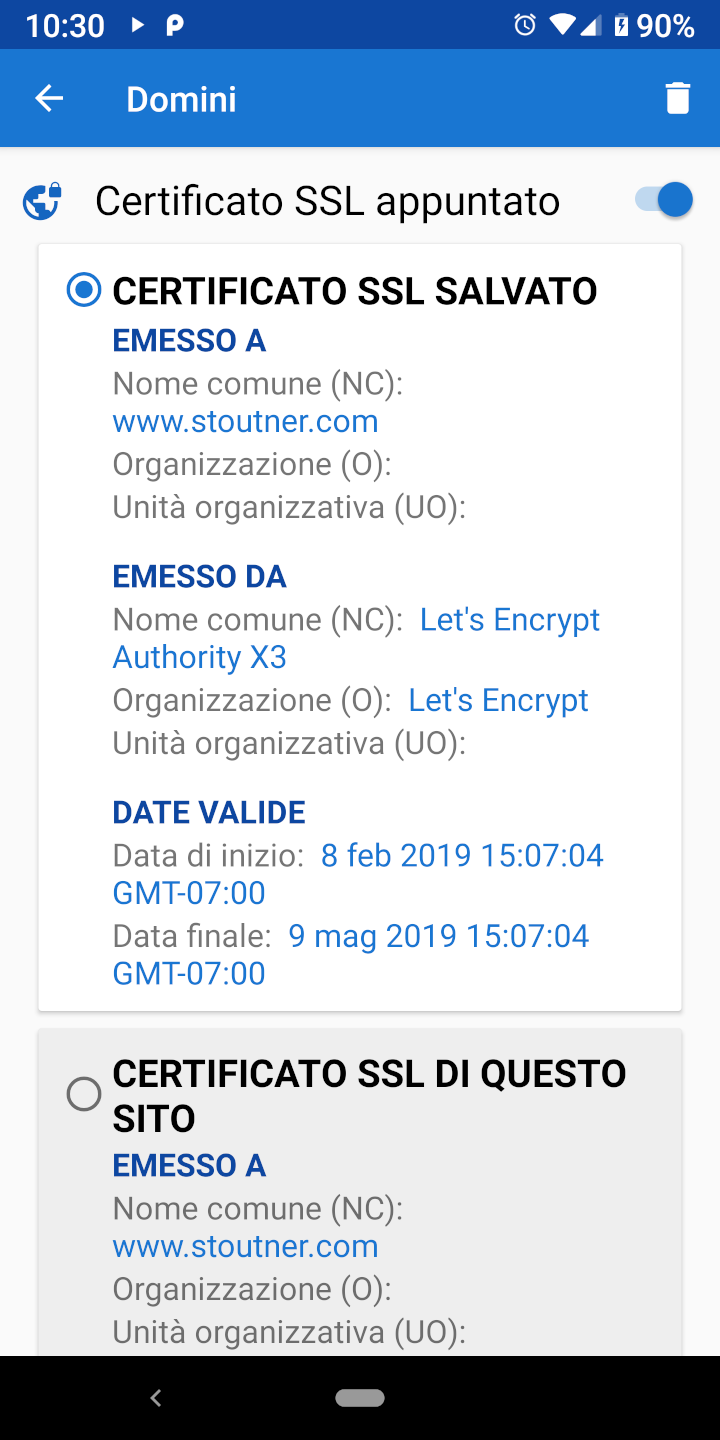 10:30 90%
Domini
Certificato SSL appuntato
CERTIFICATO SSL SALVATO
EMESSO A
Nome comune (NC):
www.stoutner.com
Organizzazione (O):
Unità organizzativa (UO):
EMESSO DA
Nome comune (NC): Let's Encrypt
Authority X3
Organizzazione (O): Let's Encrypt
Unità organizzativa (UO):
DATE VALIDE
Data di inizio: 8 feb 2019 15:07:04
GMT-07:00
Data finale: 9 mag 2019 15:07:04
GMT-07:00
CERTIFICATO SSL DI QUESTO
SITO
EMESSO A
Nome comune (NC):
www.stoutner.com
Organizzazione (O):
Unità organizzativa (UO):